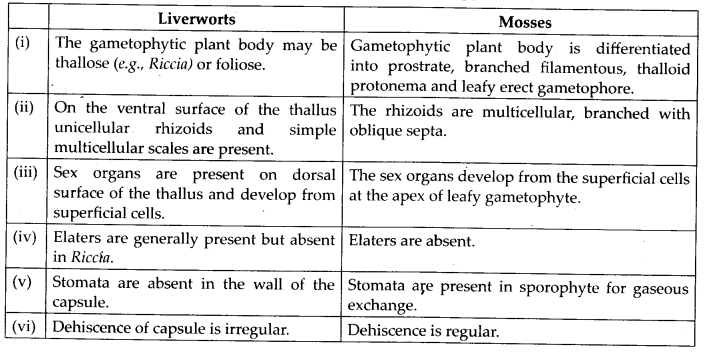 Liverworts Mosses
(i) The gametophytic plant body may be Gametophytic plant body is differentiated
thallose (e.g., Riccia) or foliose. into prostrate, branched filamentous, thalloid
protonema and leafy erect gametophore.
(ii) On the ventral surface of the thallus The rhizoids are multicellular, branched with
unicellular rhizoids and simple oblique septa.
multicellular scales are present.
(iii) Sex organs are present on dorsal The sex organs develop from the superficial cells
surface of the thallus and develop from at the apex of leafy gametophyte.
superficial cells.
(iv) Elaters are generally present but absent Elaters are absent.
in Riccia.
(v) Stomata are absent in the wall of the Stomata are present in sporophyte for gaseous
capsule. exchange.
(vi) Dehiscence of capsule is irregular. Dehiscence is regular.